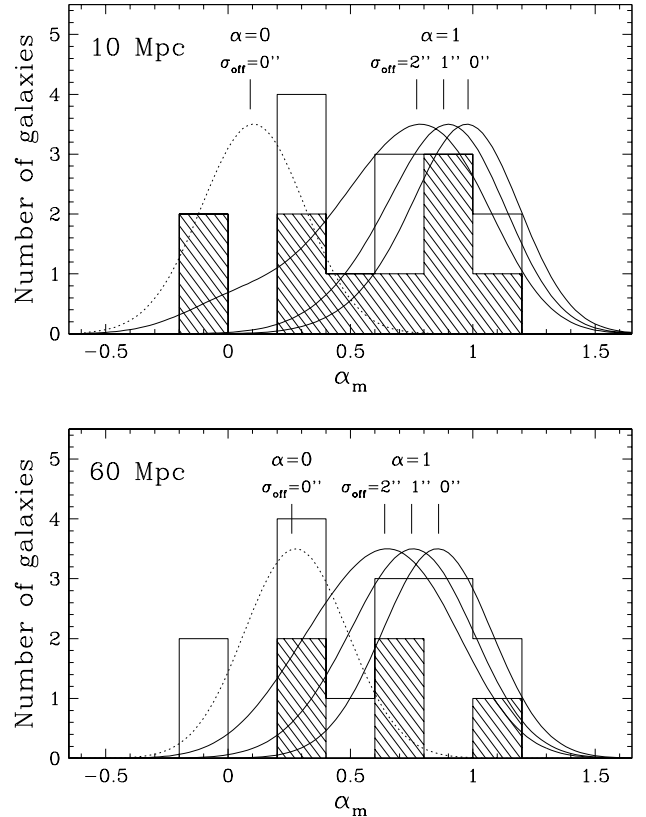 10 Mpc
α=0
α=1
σoff=0''
σoff=2'' 1'' 0''
Number of galaxies
5
4
3
2
1
0
−0.5 0 0.5 1 1.5
αm
60 Mpc
α=0
α=1
σoff=0''
σoff=2'' 1'' 0''
Number of galaxies
5
4
3
2
1
0
−0.5 0 0.5 1 1.5
αm